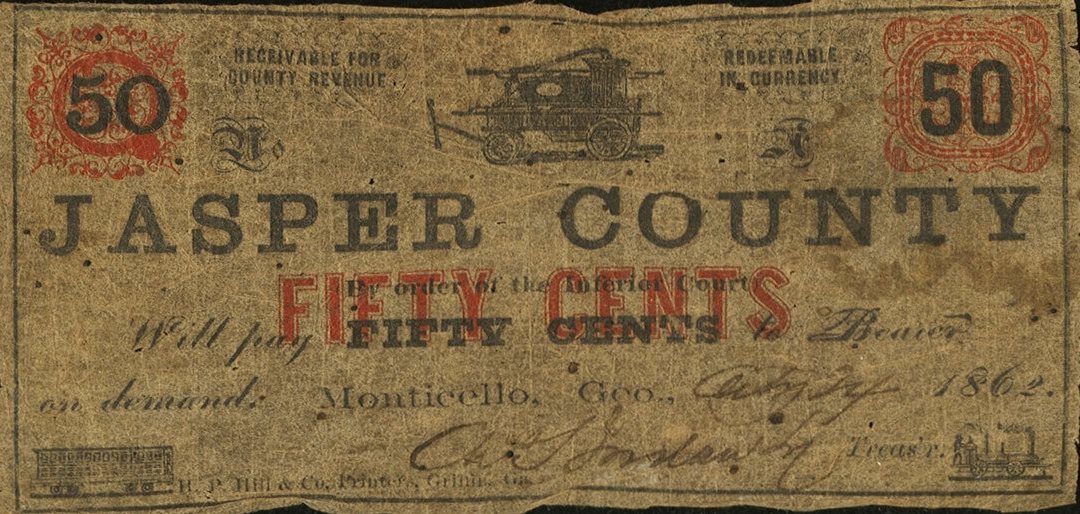 50 RECEIVABLE FOR COUNTY REVENUE. REDEEMABLE IN CURRENCY. 50
No. A
JASPER COUNTY
FIFTY CENTS
By order of the Inferior Court
Will pay FIFTY CENTS to Bearer
on demand. Monticello, Geo., 1862.
Jordan Treas'r.
H. P. Hill & Co., Printers, Griffin, Ga.